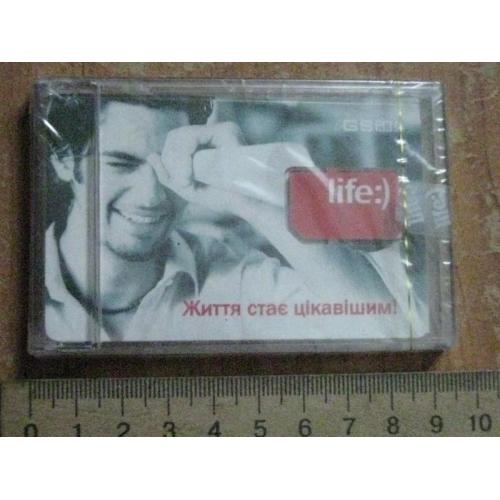 GSM
life:)
Життя стає цікавішим!
0 1 2 3 4 5 6 7 8 9 10